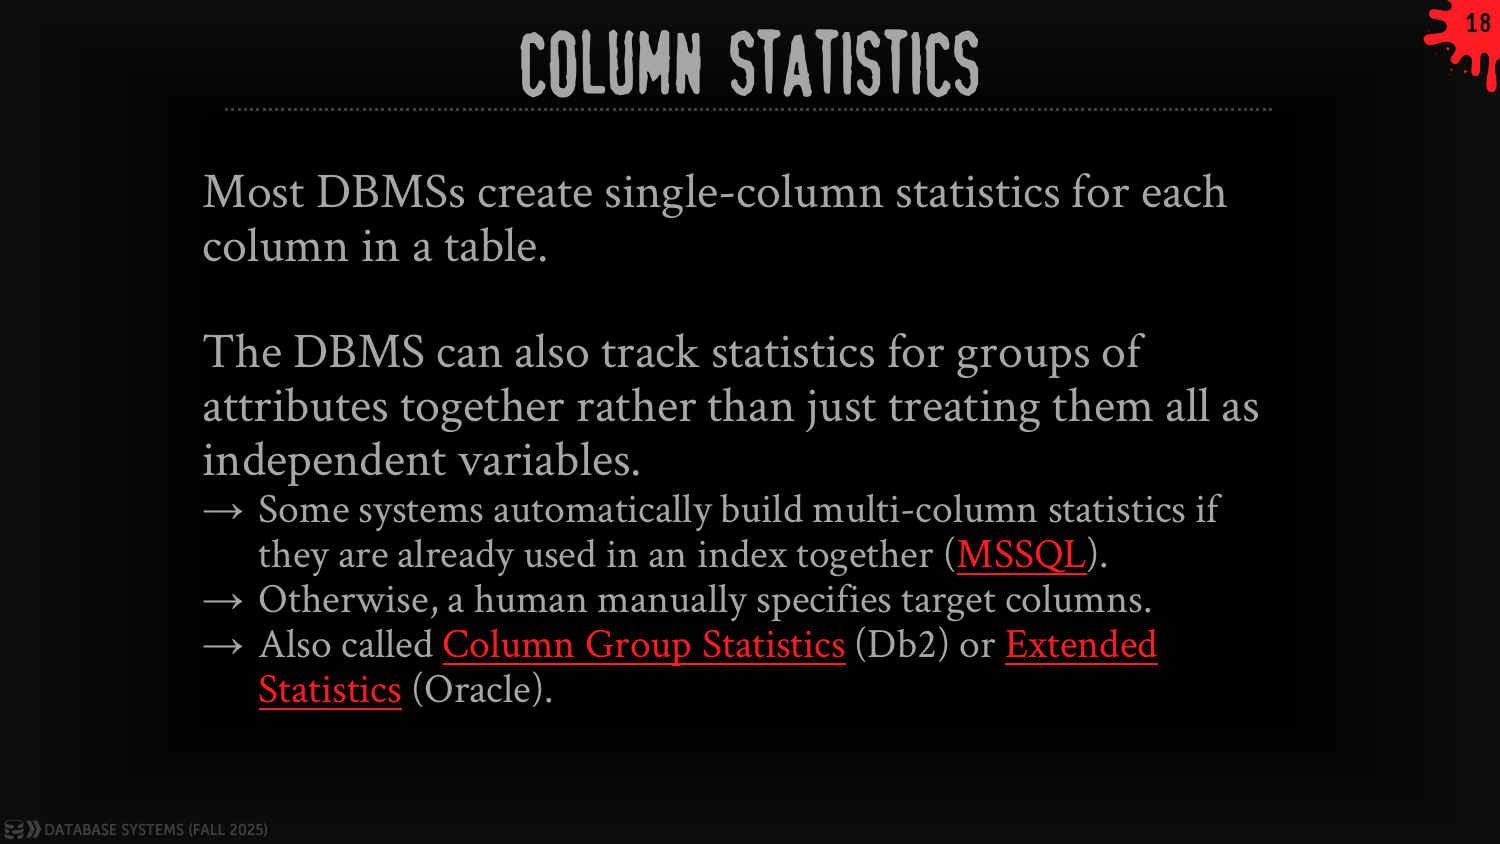 18
COLUMN STATISTICS
Most DBMSs create single-column statistics for each
column in a table.
The DBMS can also track statistics for groups of
attributes together rather than just treating them all as
independent variables.
→ Some systems automatically build multi-column statistics if
they are already used in an index together (MSSQL).
→ Otherwise, a human manually specifies target columns.
→ Also called Column Group Statistics (Db2) or Extended
Statistics (Oracle).
DATABASE SYSTEMS (FALL 2025)